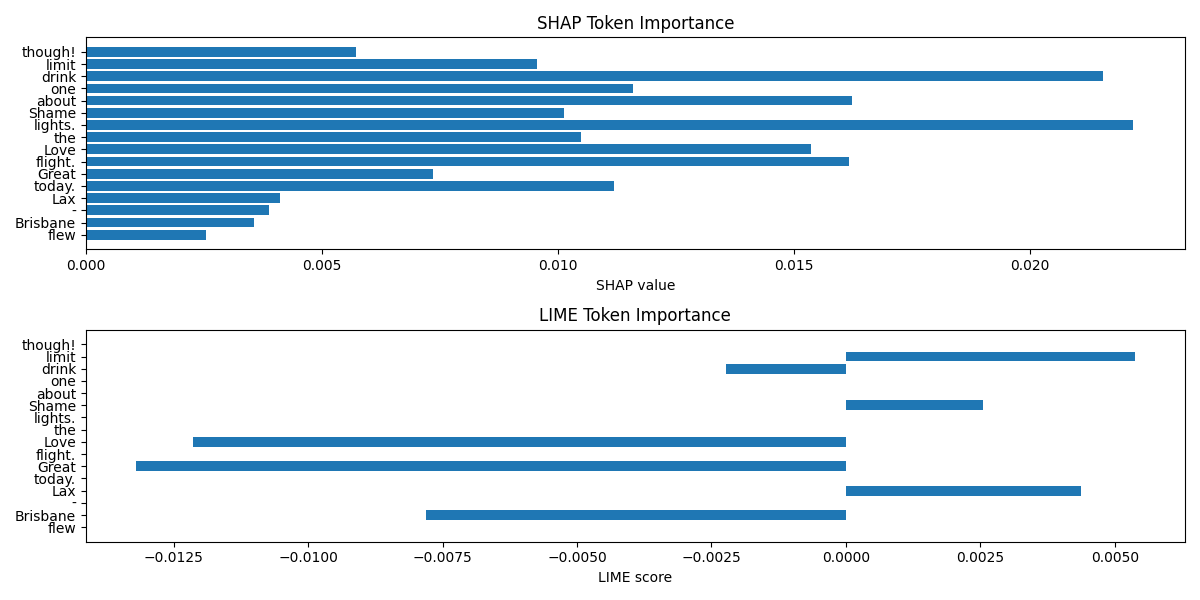 SHAP Token Importance
though!
limit
drink
one
about
Shame
lights.
the
Love
flight.
Great
today.
Lax
-
Brisbane
flew
0.000 0.005 0.010 0.015 0.020
SHAP value
LIME Token Importance
though!
limit
drink
one
about
Shame
lights.
the
Love
flight.
Great
today.
Lax
-
Brisbane
flew
−0.0125 −0.0100 −0.0075 −0.0050 −0.0025 0.0000 0.0025 0.0050
LIME score